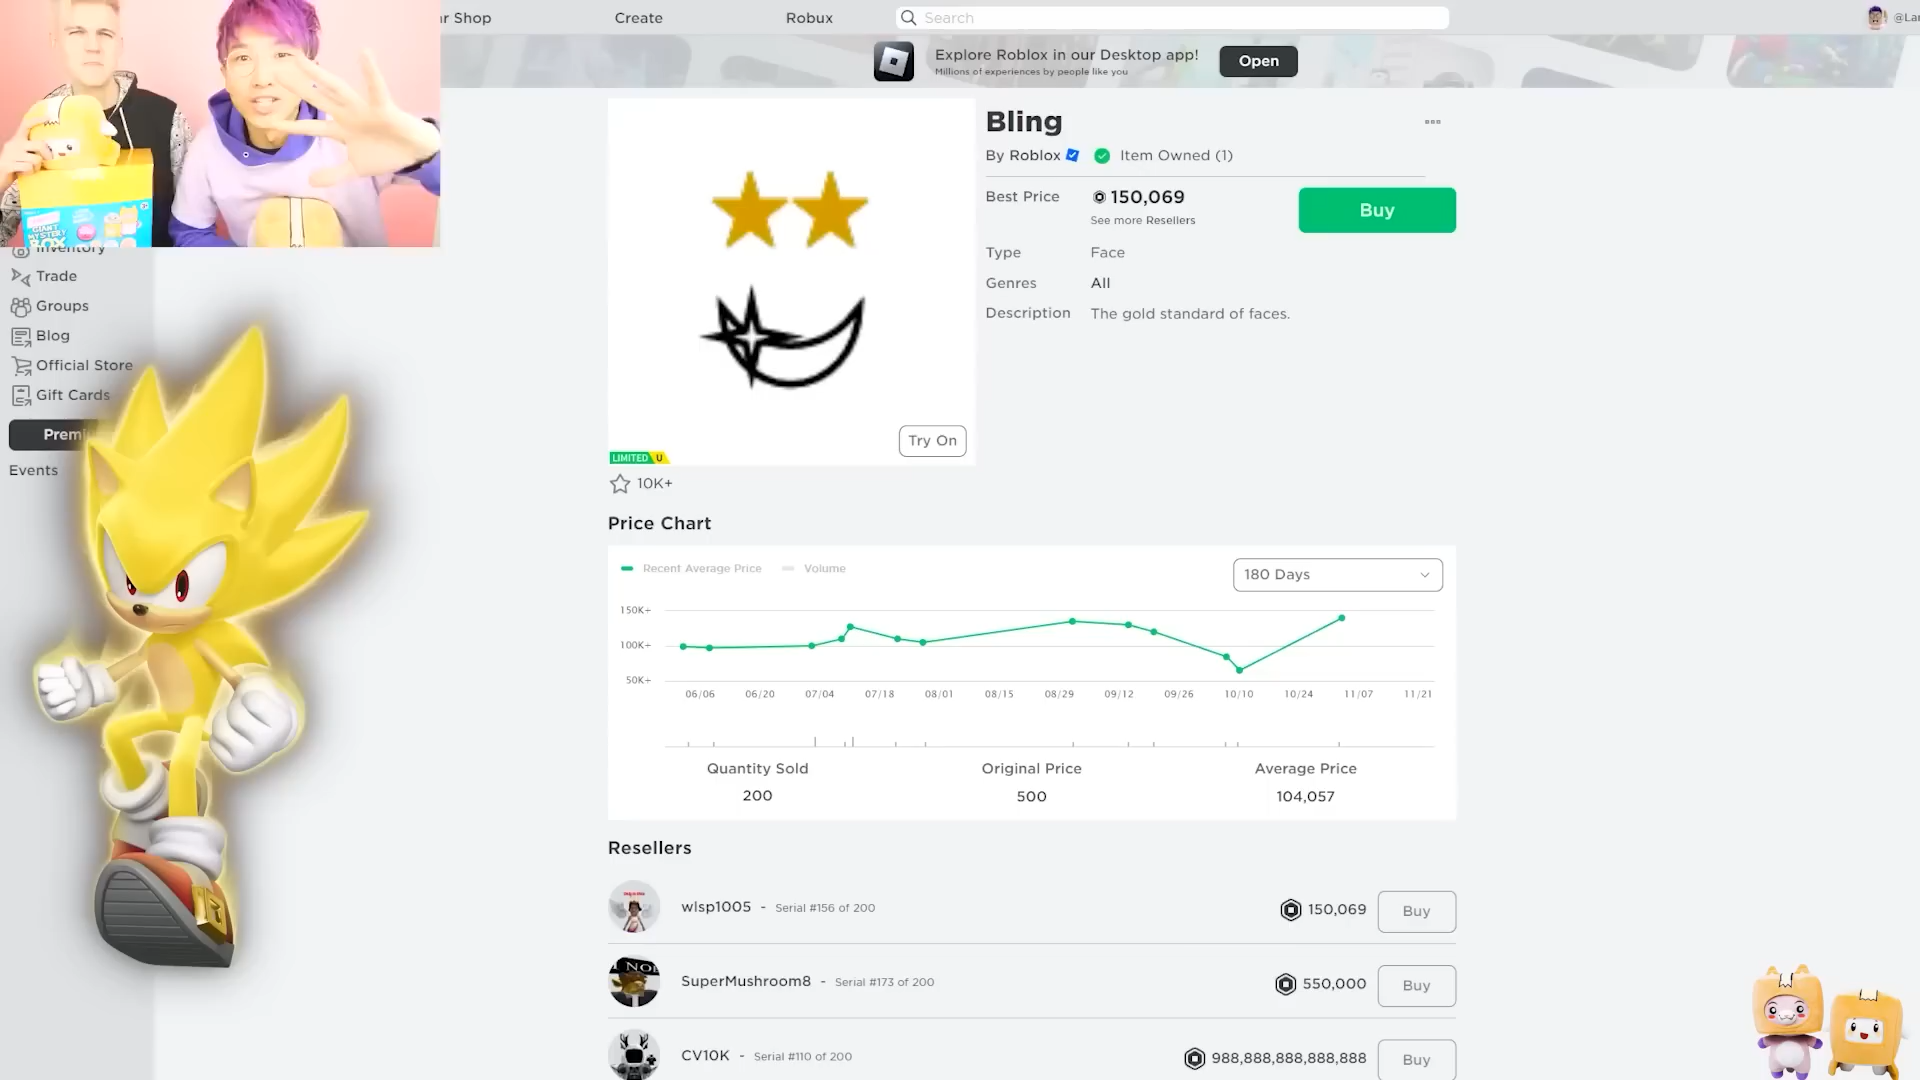 Shop
Create
Robux
Search
Explore Roblox in our Desktop app!
Millions of experiences by people like you
Open
GIANT
MYSTERY
BOX
Inventory
Trade
Groups
Blog
Official Store
Gift Cards
Events
Bling
By Roblox
Item Owned (1)
Best Price
150,069
See more Resellers
Buy
Type
Face
Genres
All
Description
The gold standard of faces.
Try On
LIMITED U
10K+
Price Chart
Recent Average Price
Volume
180 Days
150K+
100K+
50K+
06/06 06/20 07/04 07/18 08/01 08/15 08/29 09/12 09/26 10/10 10/24 11/07 11/21
Quantity Sold
200
Original Price
500
Average Price
104,057
Resellers
wlsp1005 - Serial #156 of 200
150,069
Buy
SuperMushroom8 - Serial #173 of 200
550,000
Buy
CV10K - Serial #110 of 200
988,888,888,888,888
Buy